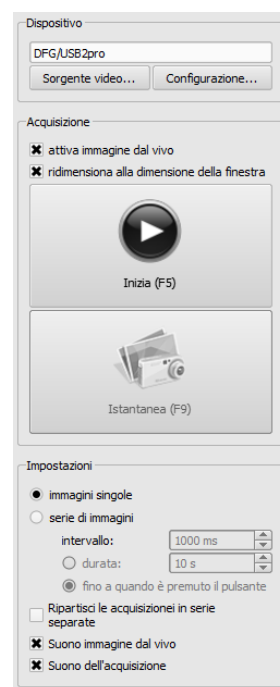 Dispositivo
DFG/USB2pro
Sorgente video... Configurazione...
Acquisizione
attiva immagine dal vivo
ridimensiona alla dimensione della finestra
Inizia (F5)
Istantanea (F9)
Impostazioni
immagini singole
serie di immagini
intervallo: 1000 ms
durata: 10 s
fino a quando è premuto il pulsante
Ripartisci le acquisizionei in serie
separate
Suono immagine dal vivo
Suono dell'acquisizione